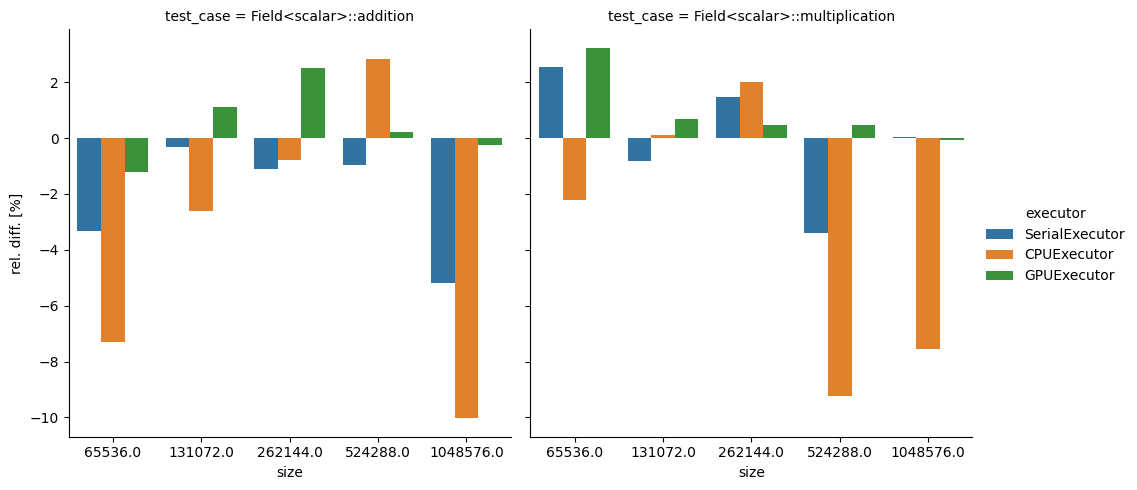 test_case = Field<scalar>::addition
test_case = Field<scalar>::multiplication
rel. diff. [%]
2
0
−2
−4
−6
−8
−10
65536.0 131072.0 262144.0 524288.0 1048576.0
size
65536.0 131072.0 262144.0 524288.0 1048576.0
size
executor
SerialExecutor
CPUExecutor
GPUExecutor